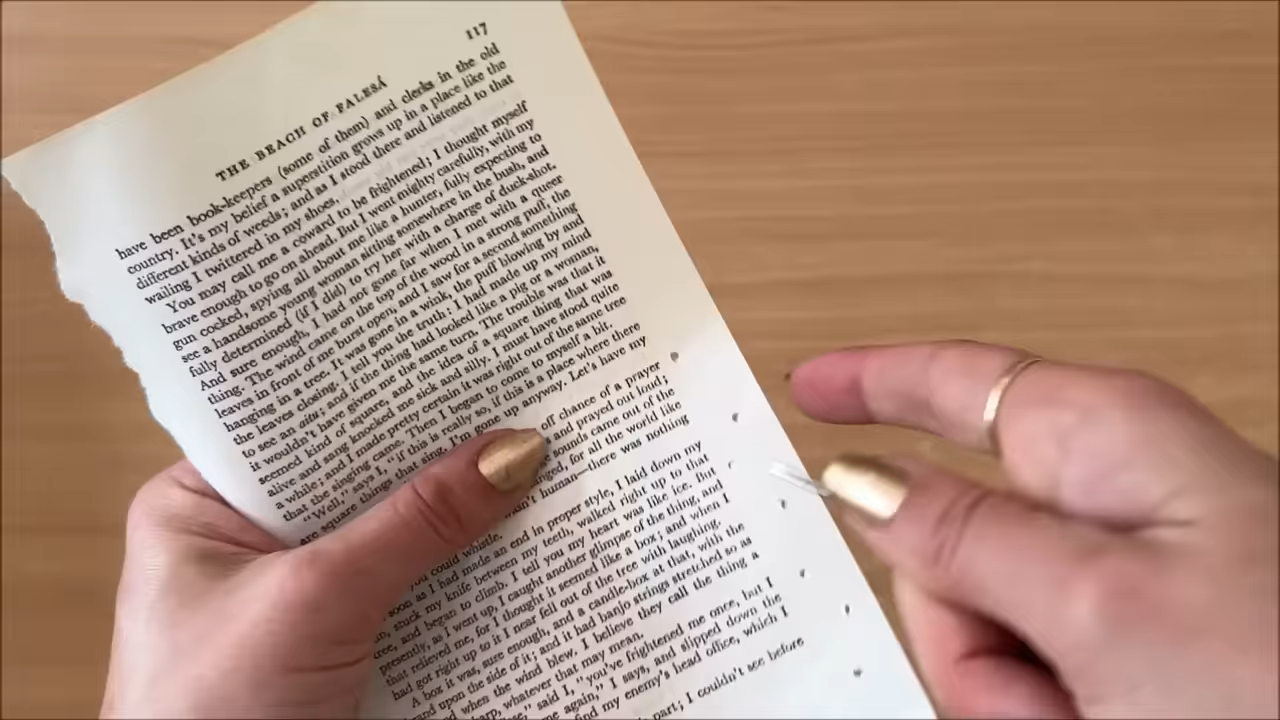 117
THE BEACH OF FALESÁ
have been book-keepers (some of them) and clerks in the old
country. It's my belief a superstition grows up in a place like the
different kinds of weeds; and as I stood there and listened to that
wailing I twittered in my shoes.
You may call me a coward to be frightened; I thought myself
brave enough to go on ahead. But I went mighty carefully, with my
gun cocked, spying all about me like a hunter, fully expecting to
see a handsome young woman sitting somewhere in the bush, and
fully determined (if I did) to try her with a charge of duck-shot.
And sure enough, I had not gone far when I met with a queer
thing. The wind came on the top of the wood in a strong puff, the
leaves in front of me burst open, and I saw for a second something
hanging in a tree. It was gone in a wink, the puff blowing by and
the leaves closing. I tell you the truth: I had made up my mind
to see an aitu; and if the thing had looked like a pig or a woman,
it wouldn't have given me the same turn. The trouble was that it
seemed kind of square, and the idea of a square thing that was
alive and sang knocked me sick and silly. I must have stood quite
a while; and I made pretty certain it was right out of the same tree
that the singing came. Then I began to come to myself a bit.
"Well," says I, "if this is really so, if this is a place where there
are square things that sing, I'm gone up anyway. Let's have my
off chance of a prayer
and prayed out loud;
sounds came out of the
changed, for all the world like
wasn't human—there was nothing
you could whistle.
soon as I had made an end in proper style, I laid down my
stuck my knife between my teeth, walked right up to that
tree, and began to climb. I tell you my heart was like ice. But
presently, as I went up, I caught another glimpse of the thing, and
that relieved me, for I thought it seemed like a box; and when I
had got right up to it I near fell out of the tree with laughing.
A box it was, sure enough, and a candle-box at that, with the
brand upon the side of it; and it had banjo strings stretched so as
when the wind blew. I believe they call the thing a
harp, whatever that may mean.
said I, "you've frightened me once, but I
me again," I says, and slipped down the
find my enemy's head office, which I
part; I couldn't see before